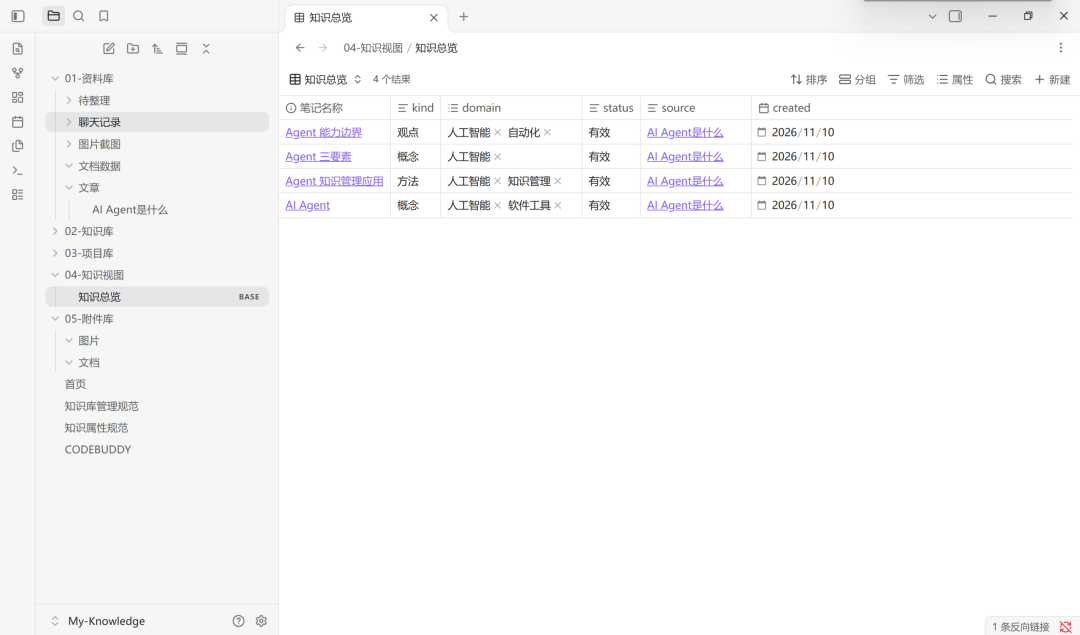 知识总览
04-知识视图 / 知识总览
知识总览 4 个结果 排序 分组 筛选 属性 搜索 新建
笔记名称 kind domain status source created
Agent 能力边界 观点 人工智能 × 自动化 × 有效 AI Agent是什么 2026/11/10
Agent 三要素 概念 人工智能 × 有效 AI Agent是什么 2026/11/10
Agent 知识管理应用 方法 人工智能 × 知识管理 × 有效 AI Agent是什么 2026/11/10
AI Agent 概念 人工智能 × 软件工具 × 有效 AI Agent是什么 2026/11/10
01-资料库
待整理
聊天记录
图片截图
文档数据
文章
AI Agent是什么
02-知识库
03-项目库
04-知识视图
知识总览 BASE
05-附件库
图片
文档
首页
知识库管理规范
知识属性规范
CODEBUDDY
My-Knowledge
1 条反向链接